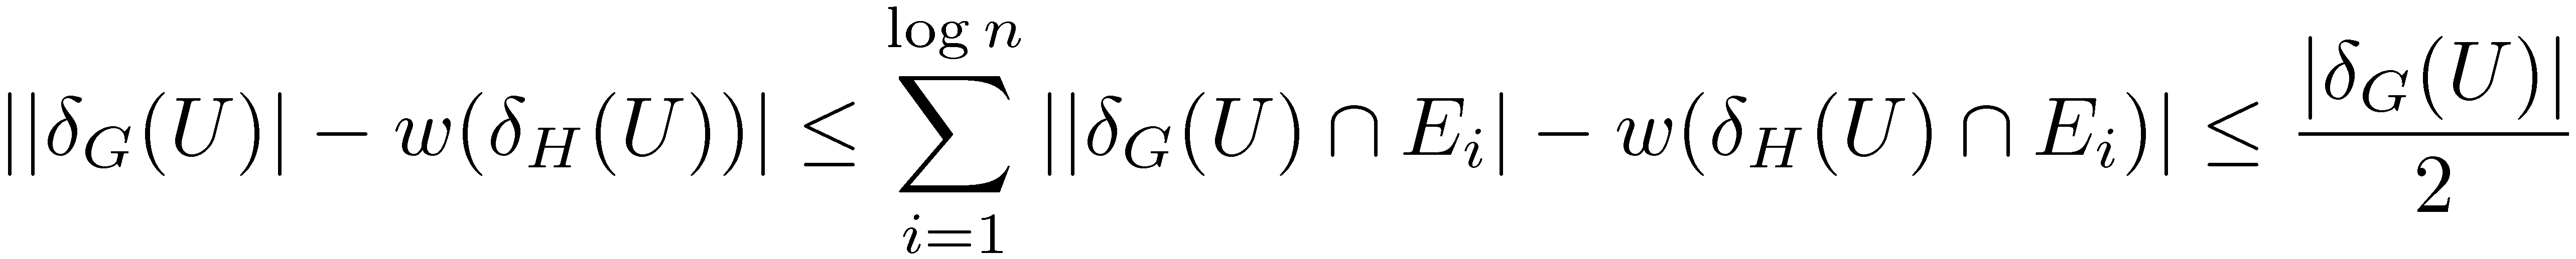 ||δ_G(U)| − w(δ_H(U))| ≤ \sum_{i=1}^{\log n} ||δ_G(U) ∩ E_i| − w(δ_H(U) ∩ E_i)| ≤ \frac{|δ_G(U)|}{2}